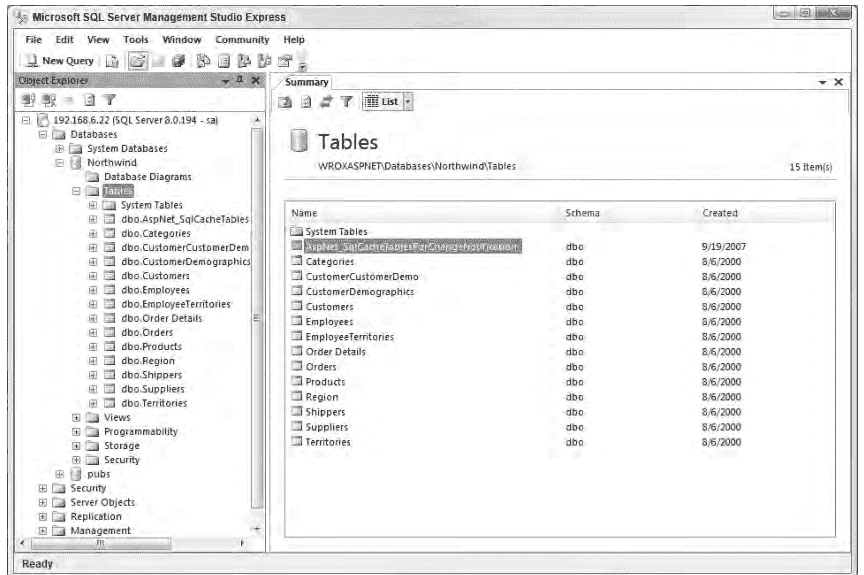 Microsoft SQL Server Management Studio Express
File Edit View Tools Window Community Help
New Query
Object Explorer
192.168.6.22 (SQL Server 8.0.194 - sa)
Databases
System Databases
Northwind
Database Diagrams
Tables
System Tables
dbo.AspNet_SqlCacheTables
dbo.Categories
dbo.CustomerCustomerDem
dbo.CustomerDemographics
dbo.Customers
dbo.Employees
dbo.EmployeeTerritories
dbo.Order Details
dbo.Orders
dbo.Products
dbo.Region
dbo.Shippers
dbo.Suppliers
dbo.Territories
Views
Programmability
Storage
Security
pubs
Security
Server Objects
Replication
Management
Summary
List
Tables
WROXASPNET\Databases\Northwind\Tables 15 Item(s)
Name Schema Created
System Tables
AspNet_SqlCacheTablesForChangeNotification dbo 9/19/2007
Categories dbo 8/6/2000
CustomerCustomerDemo dbo 8/6/2000
CustomerDemographics dbo 8/6/2000
Customers dbo 8/6/2000
Employees dbo 8/6/2000
EmployeeTerritories dbo 8/6/2000
Order Details dbo 8/6/2000
Orders dbo 8/6/2000
Products dbo 8/6/2000
Region dbo 8/6/2000
Shippers dbo 8/6/2000
Suppliers dbo 8/6/2000
Territories dbo 8/6/2000
Ready